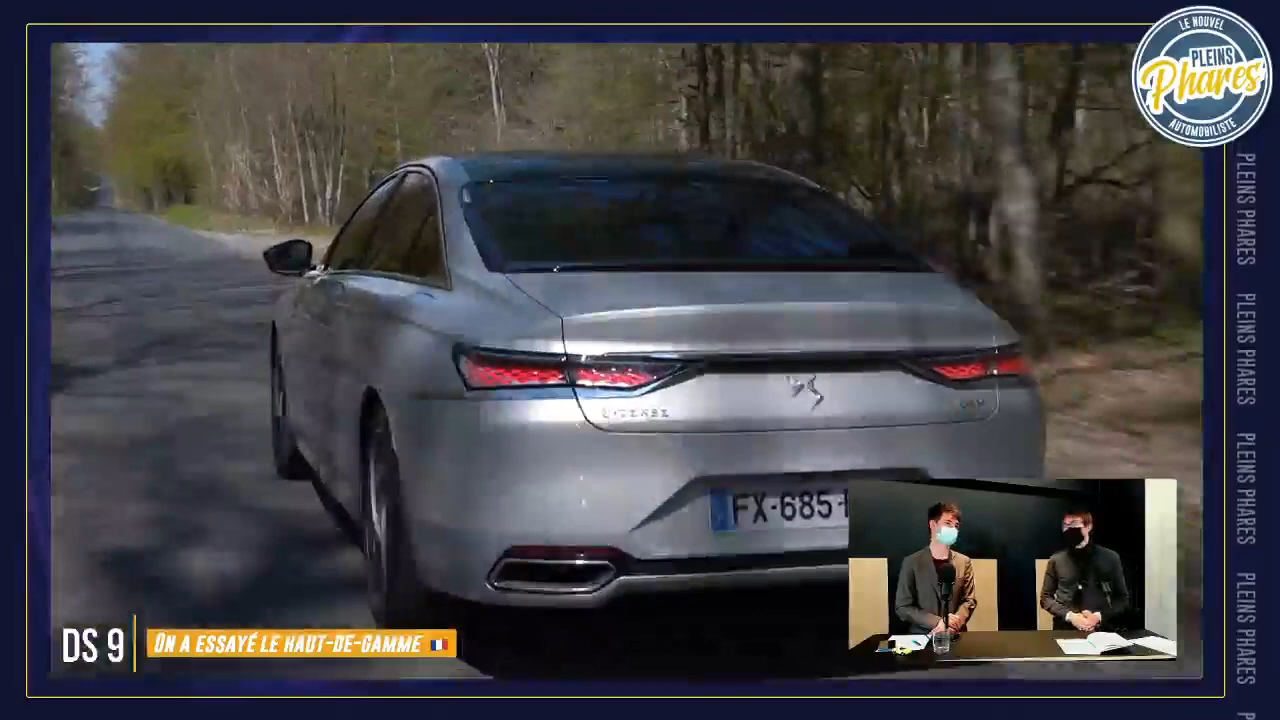 LE NOUVEL
PLEINS
Phares
AUTOMOBILISTE
PLEINS PHARES
PLEINS PHARES
PLEINS PHARES
PLEINS PHARES
E-TENSE
FX-685
DS 9
ON A ESSAYÉ LE HAUT-DE-GAMME